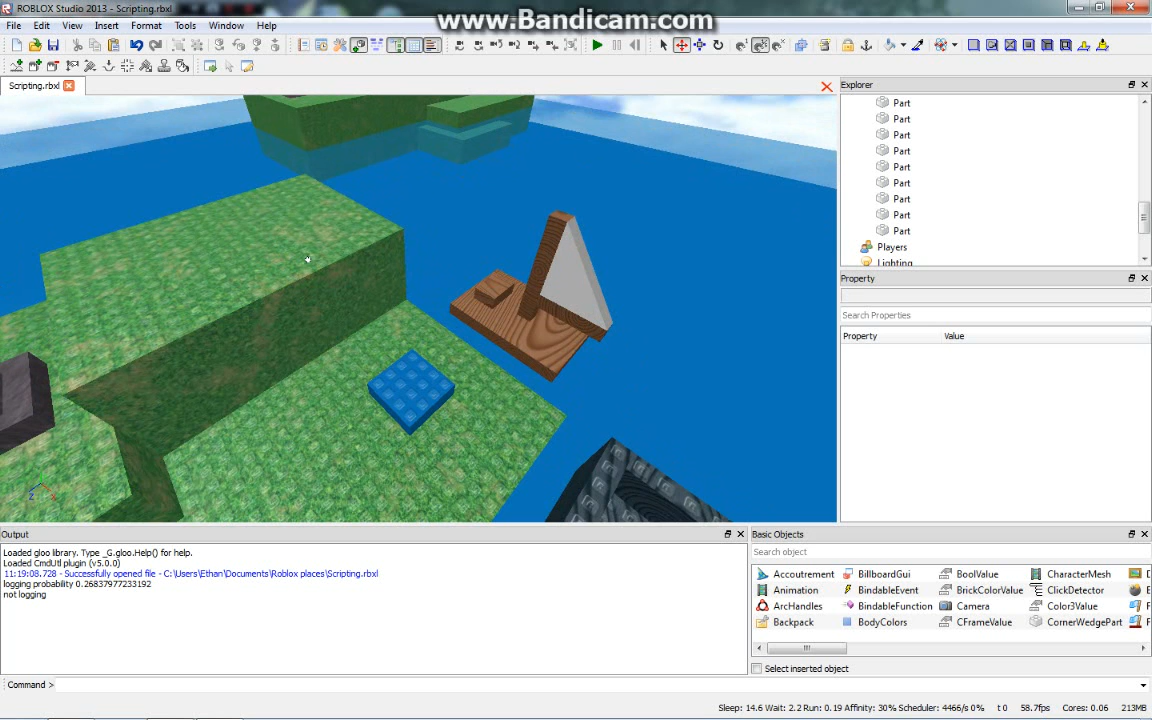 www.Bandicam.com
ROBLOX Studio 2013 - Scripting.rbxl
File Edit View Insert Format Tools Window Help
Scripting.rbxl
Explorer
Part
Part
Part
Part
Part
Part
Part
Part
Part
Players
Lighting
Property
Search Properties
Property Value
Output
Loaded gloo library. Type _G.gloo.Help() for help.
Loaded CmdUtl plugin (v5.0.0)
11:19:08.728 - Successfully opened file - C:\Users\Ethan\Documents\Roblox places\Scripting.rbxl
logging probability 0.26837977233192
not logging
Basic Objects
Search object
Accoutrement BillboardGui BoolValue CharacterMesh
Animation BindableEvent BrickColorValue ClickDetector
ArcHandles BindableFunction Camera Color3Value
Backpack BodyColors CFrameValue CornerWedgePart
Select inserted object
Command >
Sleep: 14.6 Wait: 2.2 Run: 0.19 Affinity: 30% Scheduler: 4466/s 0% t 0 58.7fps Cores: 0.06 213MB